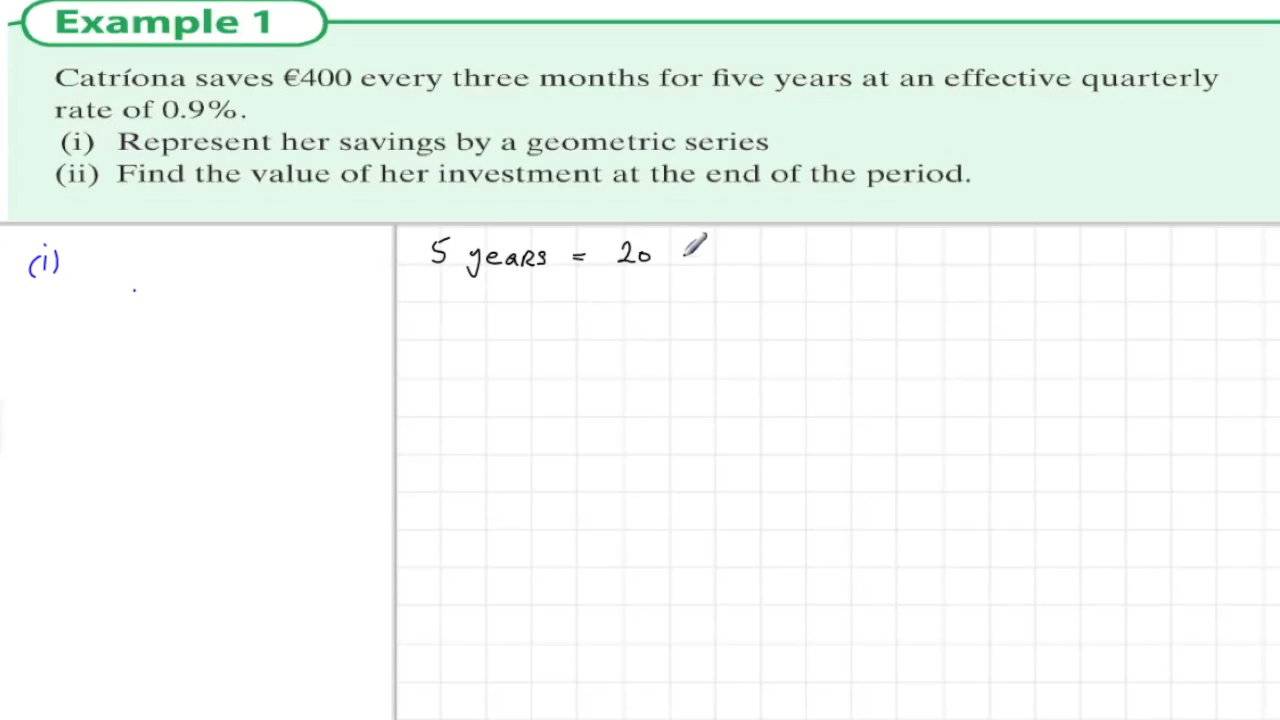 Example 1
Catríona saves €400 every three months for five years at an effective quarterly
rate of 0.9%.
(i) Represent her savings by a geometric series
(ii) Find the value of her investment at the end of the period.
(i)
5 years = 20